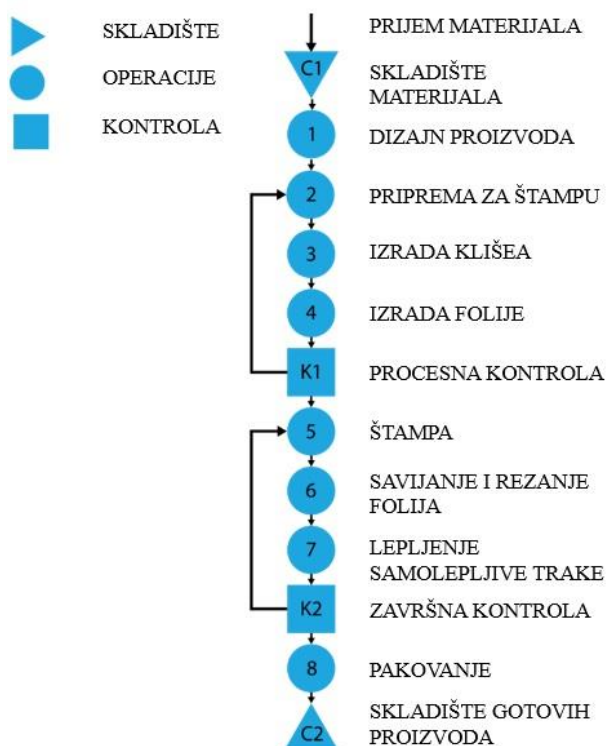 SKLADIŠTE
OPERACIJE
KONTROLA
PRIJEM MATERIJALA
C1
SKLADIŠTE
MATERIJALA
1
DIZAJN PROIZVODA
2
PRIPREMA ZA ŠTAMPU
3
IZRADA KLIŠEA
4
IZRADA FOLIJE
K1
PROCESNA KONTROLA
5
ŠTAMPA
6
SAVIJANJE I REZANJE
FOLIJA
7
LEPLJENJE
SAMOLEPLJIVE TRAKE
K2
ZAVRŠNA KONTROLA
8
PAKOVANJE
C2
SKLADIŠTE GOTOVIH
PROIZVODA